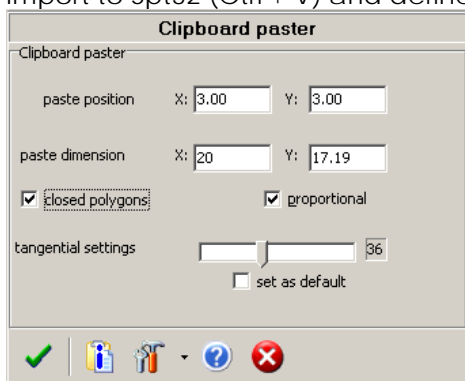 import to Spt32 (Ctrl + V) and define
Clipboard paster
Clipboard paster
paste position X: 3.00 Y: 3.00
paste dimension X: 20 Y: 17.19
closed polygons proportional
tangential settings 36
set as default